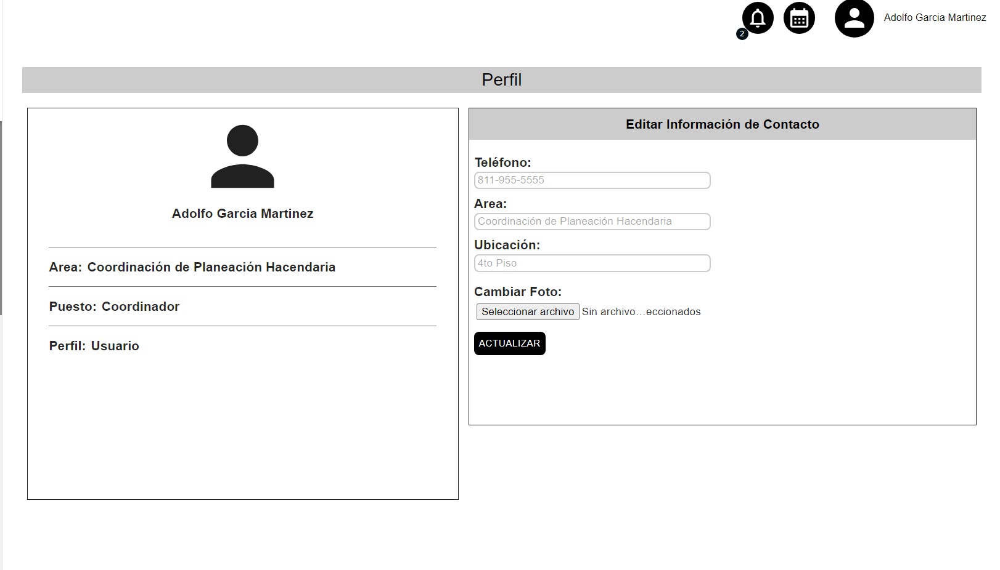 2
Adolfo Garcia Martinez
Perfil
Adolfo Garcia Martinez
Area: Coordinación de Planeación Hacendaria
Puesto: Coordinador
Perfil: Usuario
Editar Información de Contacto
Teléfono:
811-955-5555
Area:
Coordinación de Planeación Hacendaria
Ubicación:
4to Piso
Cambiar Foto:
Seleccionar archivo Sin archivo...eccionados
ACTUALIZAR